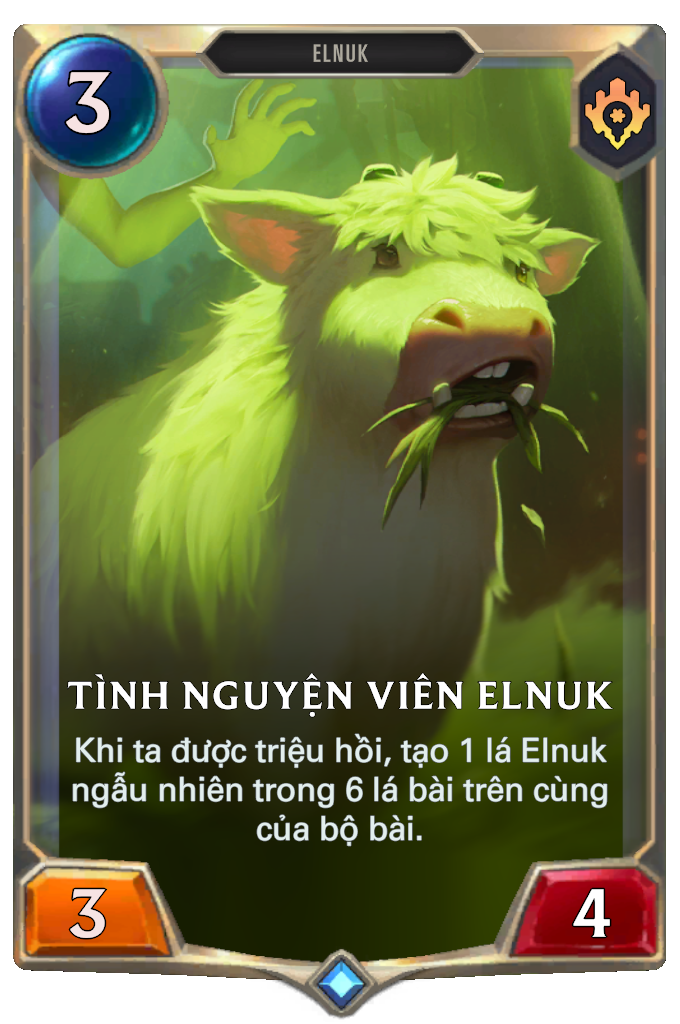 ELNUK
3
TÌNH NGUYỆN VIÊN ELNUK
Khi ta được triệu hồi, tạo 1 lá Elnuk
ngẫu nhiên trong 6 lá bài trên cùng
của bộ bài.
3
4